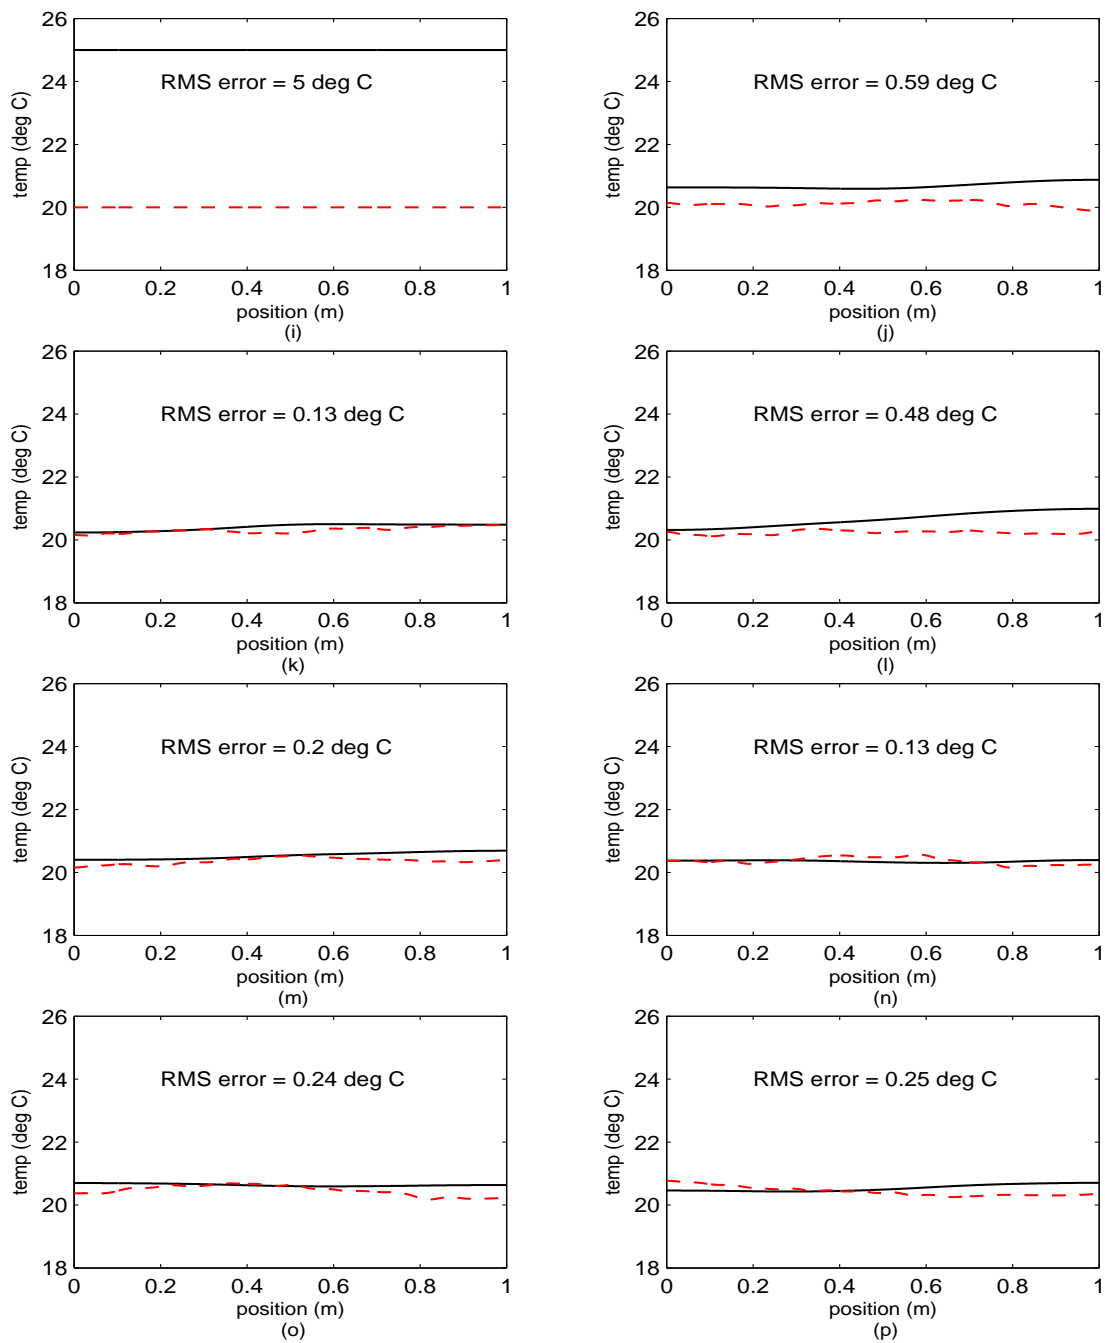 26
24
22
20
18
temp (deg C)
RMS error = 5 deg C
0 0.2 0.4 0.6 0.8 1
position (m)
(i)
26
24
22
20
18
temp (deg C)
RMS error = 0.59 deg C
0 0.2 0.4 0.6 0.8 1
position (m)
(j)
26
24
22
20
18
temp (deg C)
RMS error = 0.13 deg C
0 0.2 0.4 0.6 0.8 1
position (m)
(k)
26
24
22
20
18
temp (deg C)
RMS error = 0.48 deg C
0 0.2 0.4 0.6 0.8 1
position (m)
(l)
26
24
22
20
18
temp (deg C)
RMS error = 0.2 deg C
0 0.2 0.4 0.6 0.8 1
position (m)
(m)
26
24
22
20
18
temp (deg C)
RMS error = 0.13 deg C
0 0.2 0.4 0.6 0.8 1
position (m)
(n)
26
24
22
20
18
temp (deg C)
RMS error = 0.24 deg C
0 0.2 0.4 0.6 0.8 1
position (m)
(o)
26
24
22
20
18
temp (deg C)
RMS error = 0.25 deg C
0 0.2 0.4 0.6 0.8 1
position (m)
(p)